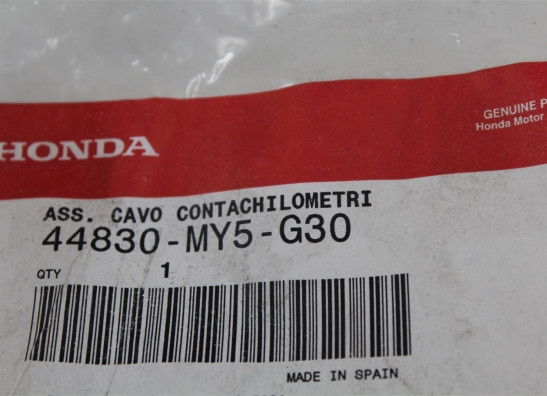 HONDA
GENUINE P
Honda Motor
ASS. CAVO CONTACHILOMETRI
44830-MY5-G30
QTY 1
MADE IN SPAIN